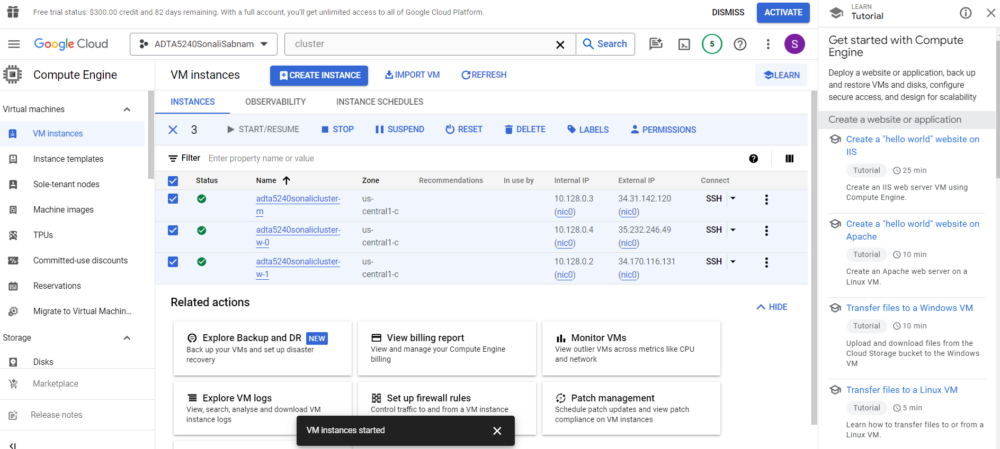 Free trial status: $300.00 credit and 82 days remaining. With a full account, you'll get unlimited access to all of Google Cloud Platform.
DISMISS
ACTIVATE
Google Cloud
ADTA5240SonaliSabnam
cluster
Search
5
S
Compute Engine
VM instances
CREATE INSTANCE
IMPORT VM
REFRESH
LEARN
Virtual machines
VM instances
Instance templates
Sole-tenant nodes
Machine images
TPUs
Committed-use discounts
Reservations
Migrate to Virtual Machin...
Storage
Disks
Marketplace
Release notes
INSTANCES
OBSERVABILITY
INSTANCE SCHEDULES
3
START/RESUME
STOP
SUSPEND
RESET
DELETE
LABELS
PERMISSIONS
Filter
Enter property name or value
Status
Name
Zone
Recommendations
In use by
Internal IP
External IP
Connect
adta5240sonalicluster-
m
us-
central1-c
10.128.0.3
(nic0)
34.31.142.120
(nic0)
SSH
adta5240sonalicluster-
w-0
us-
central1-c
10.128.0.4
(nic0)
35.232.246.49
(nic0)
SSH
adta5240sonalicluster-
w-1
us-
central1-c
10.128.0.2
(nic0)
34.170.116.131
(nic0)
SSH
Related actions
HIDE
Explore Backup and DR
NEW
Back up your VMs and set up disaster
recovery
View billing report
View and manage your Compute Engine
billing
Monitor VMs
View outlier VMs across metrics like CPU
and network
Explore VM logs
View, search, analyse and download VM
instance logs
Set up firewall rules
Control traffic to and from a VM instance
Patch management
Schedule patch updates and view patch
compliance on VM instances
VM instances started
LEARN
Tutorial
Get started with Compute
Engine
Deploy a website or application, back up
and restore VMs and disks, configure
secure access, and design for scalability
Create a website or application
Create a "hello world" website on
IIS
Tutorial
25 min
Create an IIS web server VM using
Compute Engine.
Create a "hello world" website on
Apache
Tutorial
10 min
Create an Apache web server on a
Linux VM.
Transfer files to a Windows VM
Tutorial
10 min
Upload and download files from the
Cloud Storage bucket to the Windows
VM
Transfer files to a Linux VM
Tutorial
5 min
Learn how to transfer files to or from a
Linux VM.